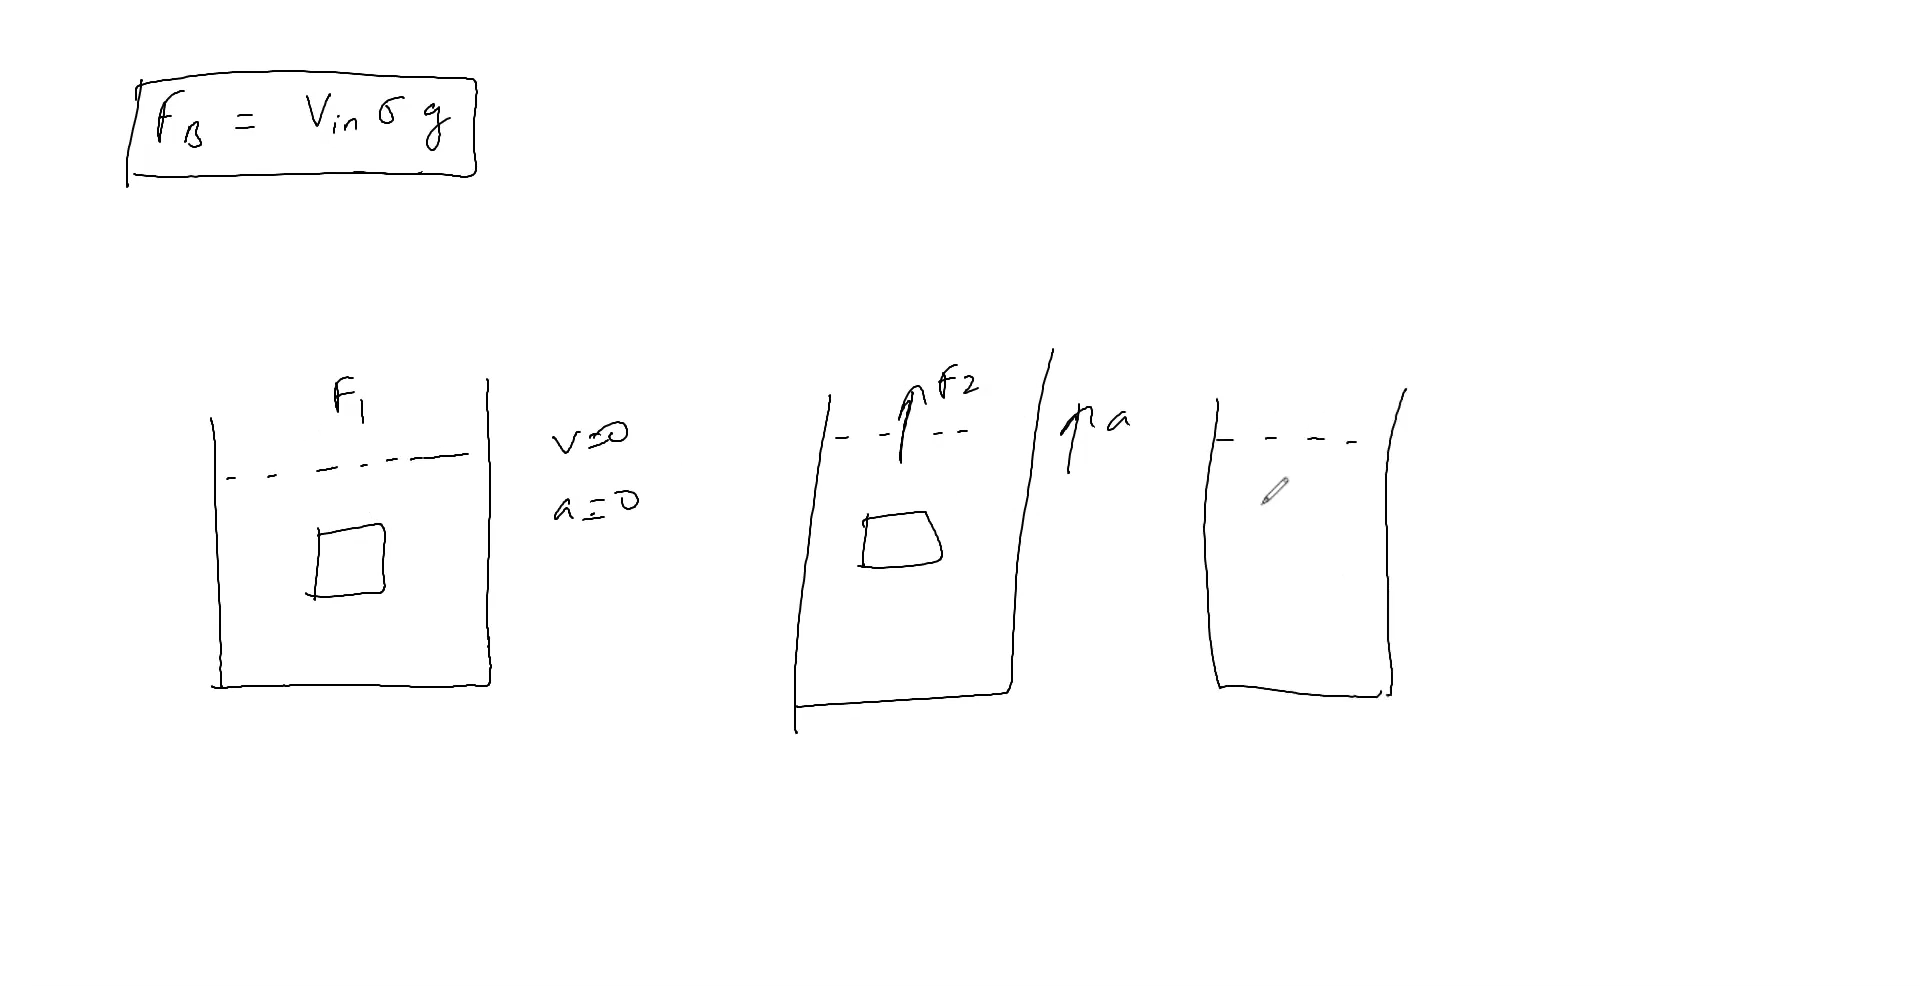 F_B = V_in σ g
F_1
v=0
a=0
F_2
a